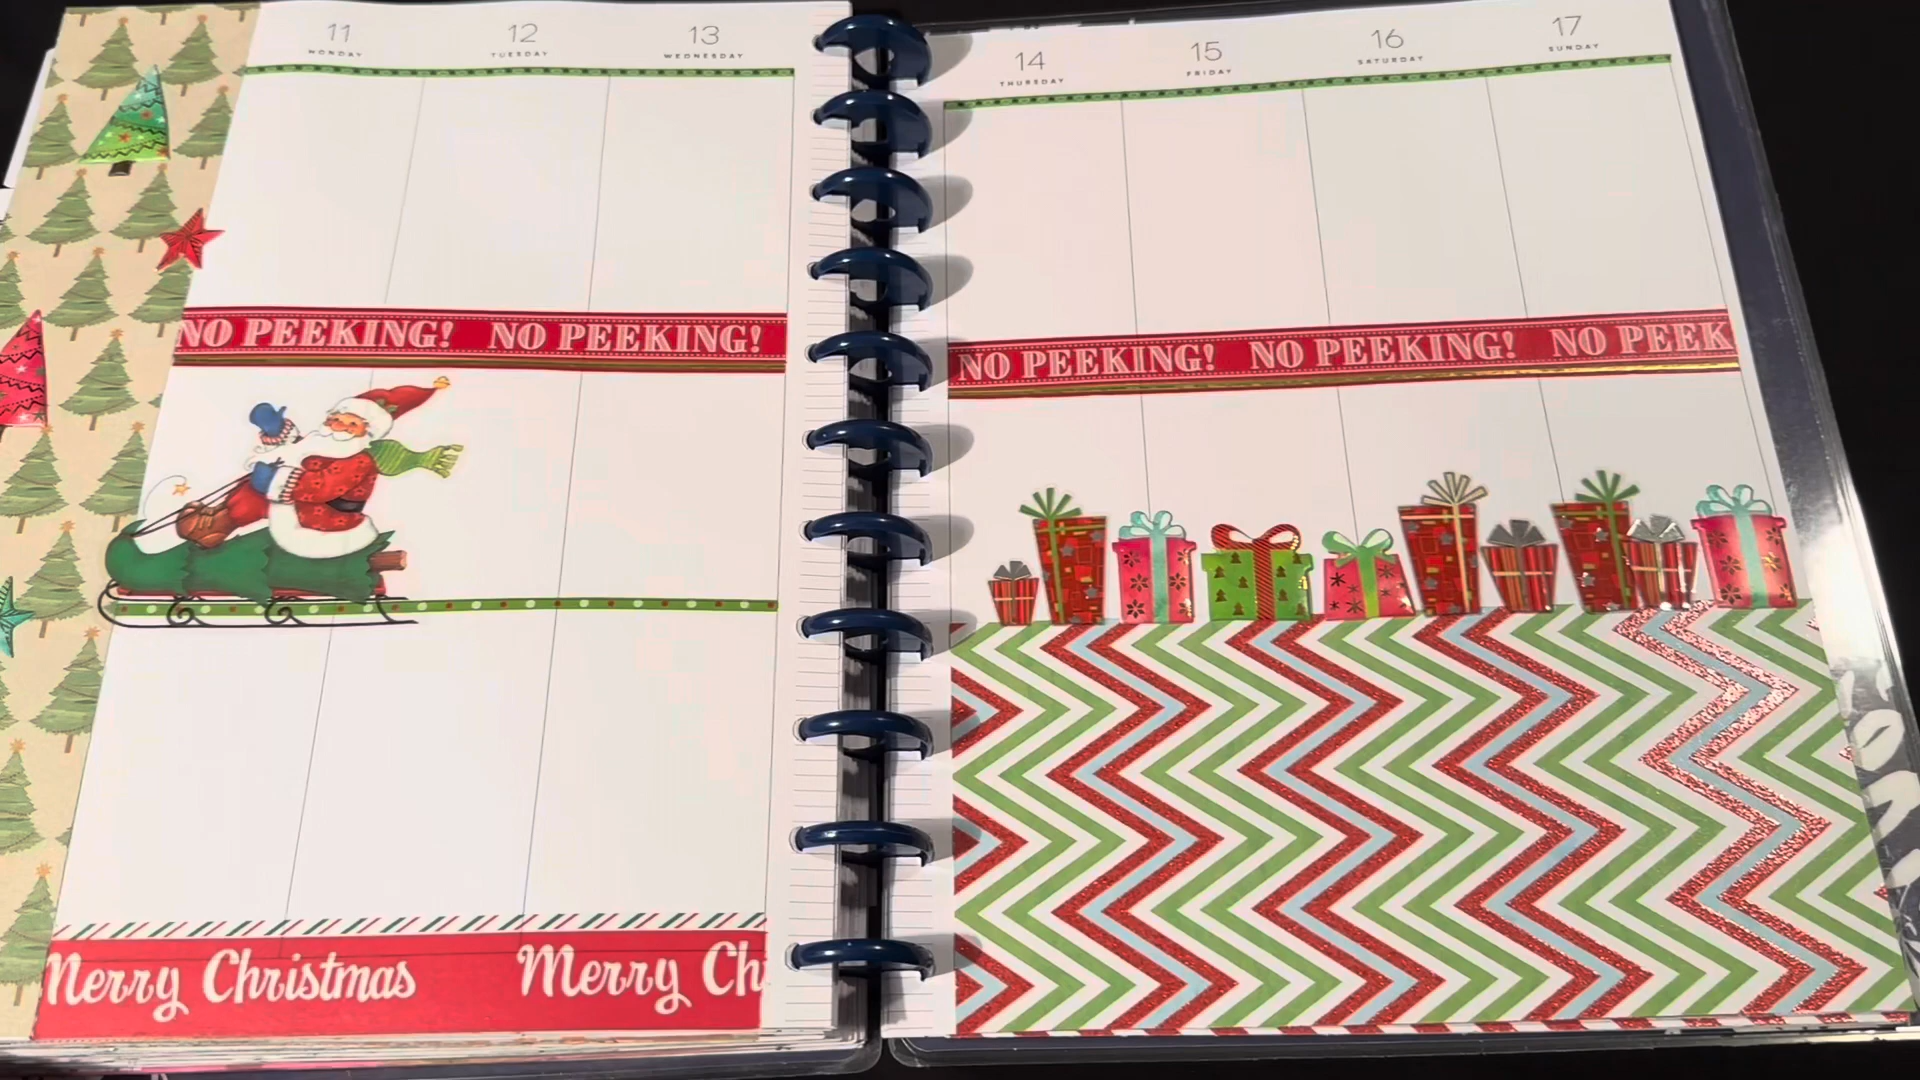 11 12 13
MONDAY TUESDAY WEDNESDAY
NO PEEKING! NO PEEKING!
Merry Christmas Merry Ch
14 15 16 17
THURSDAY FRIDAY SATURDAY SUNDAY
NO PEEKING! NO PEEKING! NO PEEK